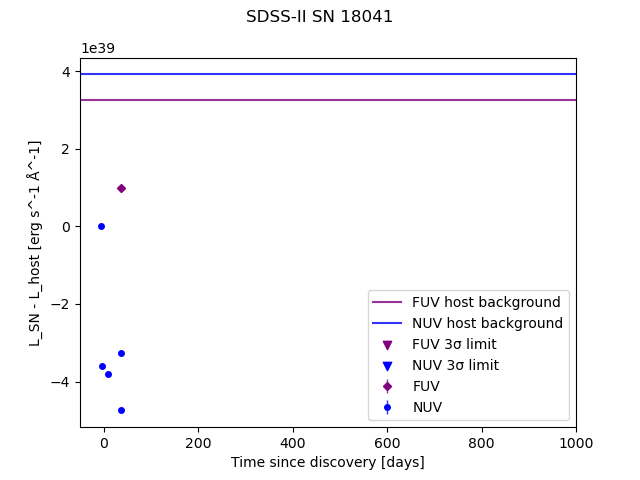 SDSS-II SN 18041
1e39
4
2
0
−2
−4
L_SN - L_host [erg s^-1 Å^-1]
FUV host background
NUV host background
FUV 3σ limit
NUV 3σ limit
FUV
NUV
0 200 400 600 800 1000
Time since discovery [days]